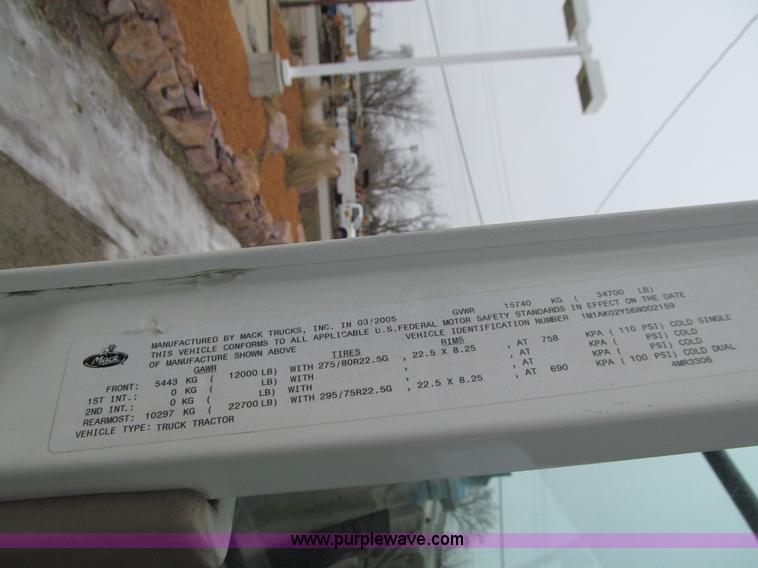 Mack
MANUFACTURED BY MACK TRUCKS, INC. IN 03/2005 GVWR 15740 KG ( 34700 LB)
THIS VEHICLE CONFORMS TO ALL APPLICABLE U.S.FEDERAL MOTOR SAFETY STANDARDS IN EFFECT ON THE DATE
OF MANUFACTURE SHOWN ABOVE VEHICLE IDENTIFICATION NUMBER 1M1AK02Y56N002159
GAWR TIRES RIMS
FRONT: 5443 KG ( 12000 LB) WITH 275/80R22.5G , 22.5 X 8.25 , AT 758 KPA ( 110 PSI) COLD SINGLE
1ST INT.: 0 KG ( LB) WITH , , AT KPA ( PSI) COLD
2ND INT.: 0 KG ( LB) WITH , , AT KPA ( PSI) COLD
REARMOST: 10297 KG ( 22700 LB) WITH 295/75R22.5G , 22.5 X 8.25 , AT 690 KPA ( 100 PSI) COLD DUAL
VEHICLE TYPE: TRUCK TRACTOR 4MR3306
www.purplewave.com